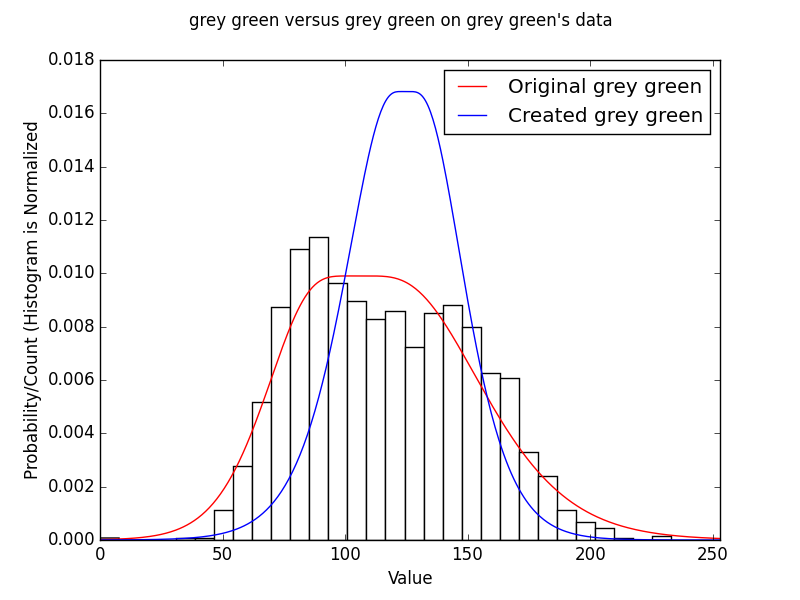 grey green versus grey green on grey green's data
0.018
0.016
0.014
0.012
0.010
0.008
0.006
0.004
0.002
0.000
Probability/Count (Histogram is Normalized
Original grey green
Created grey green
0 50 100 150 200 250
Value